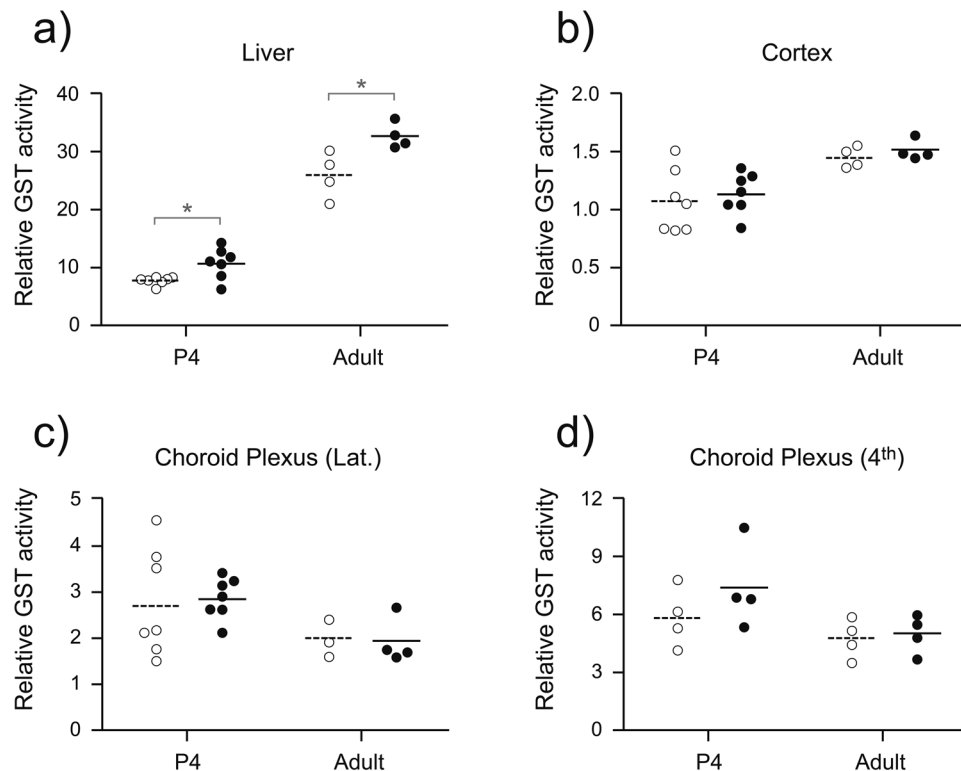 a)
Liver
Relative GST activity
40
30
20
10
0
*
*
P4 Adult
b)
Cortex
Relative GST activity
2.0
1.5
1.0
0.5
0
P4 Adult
c)
Choroid Plexus (Lat.)
Relative GST activity
5
4
3
2
1
0
P4 Adult
d)
Choroid Plexus (4th)
Relative GST activity
12
9
6
3
0
P4 Adult